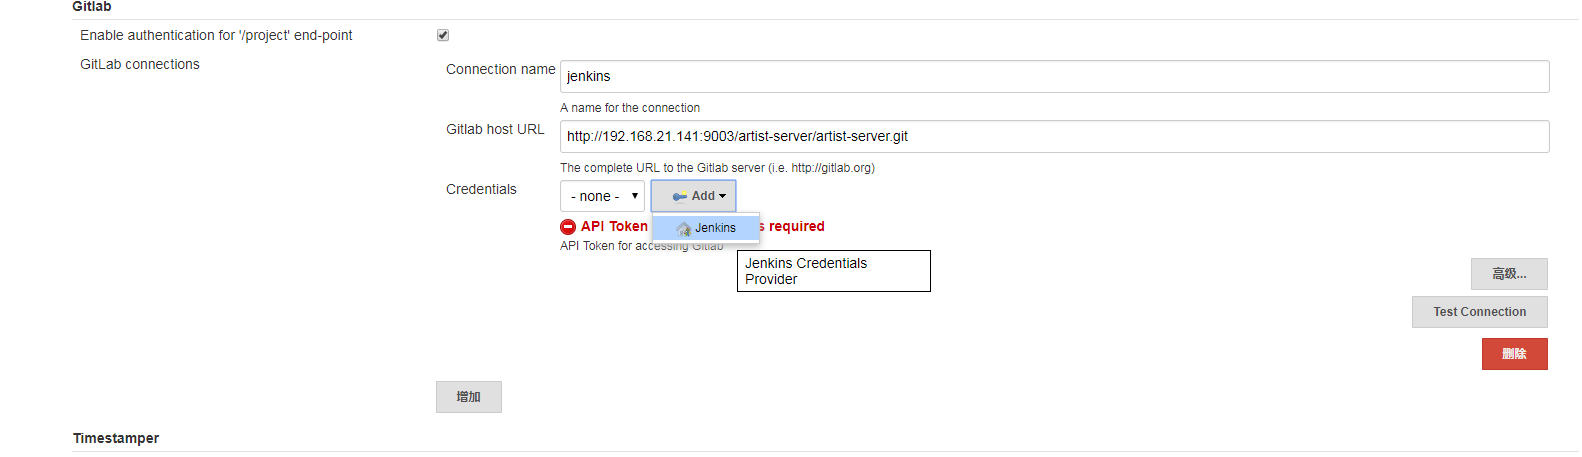 Gitlab
Enable authentication for '/project' end-point
GitLab connections
Connection name
jenkins
A name for the connection
Gitlab host URL
http://192.168.21.141:9003/artist-server/artist-server.git
The complete URL to the Gitlab server (i.e. http://gitlab.org)
Credentials
- none -
Add
Jenkins
API Token
s required
API Token for accessing Gitlab
Jenkins Credentials
Provider
高级...
Test Connection
删除
增加
Timestamper